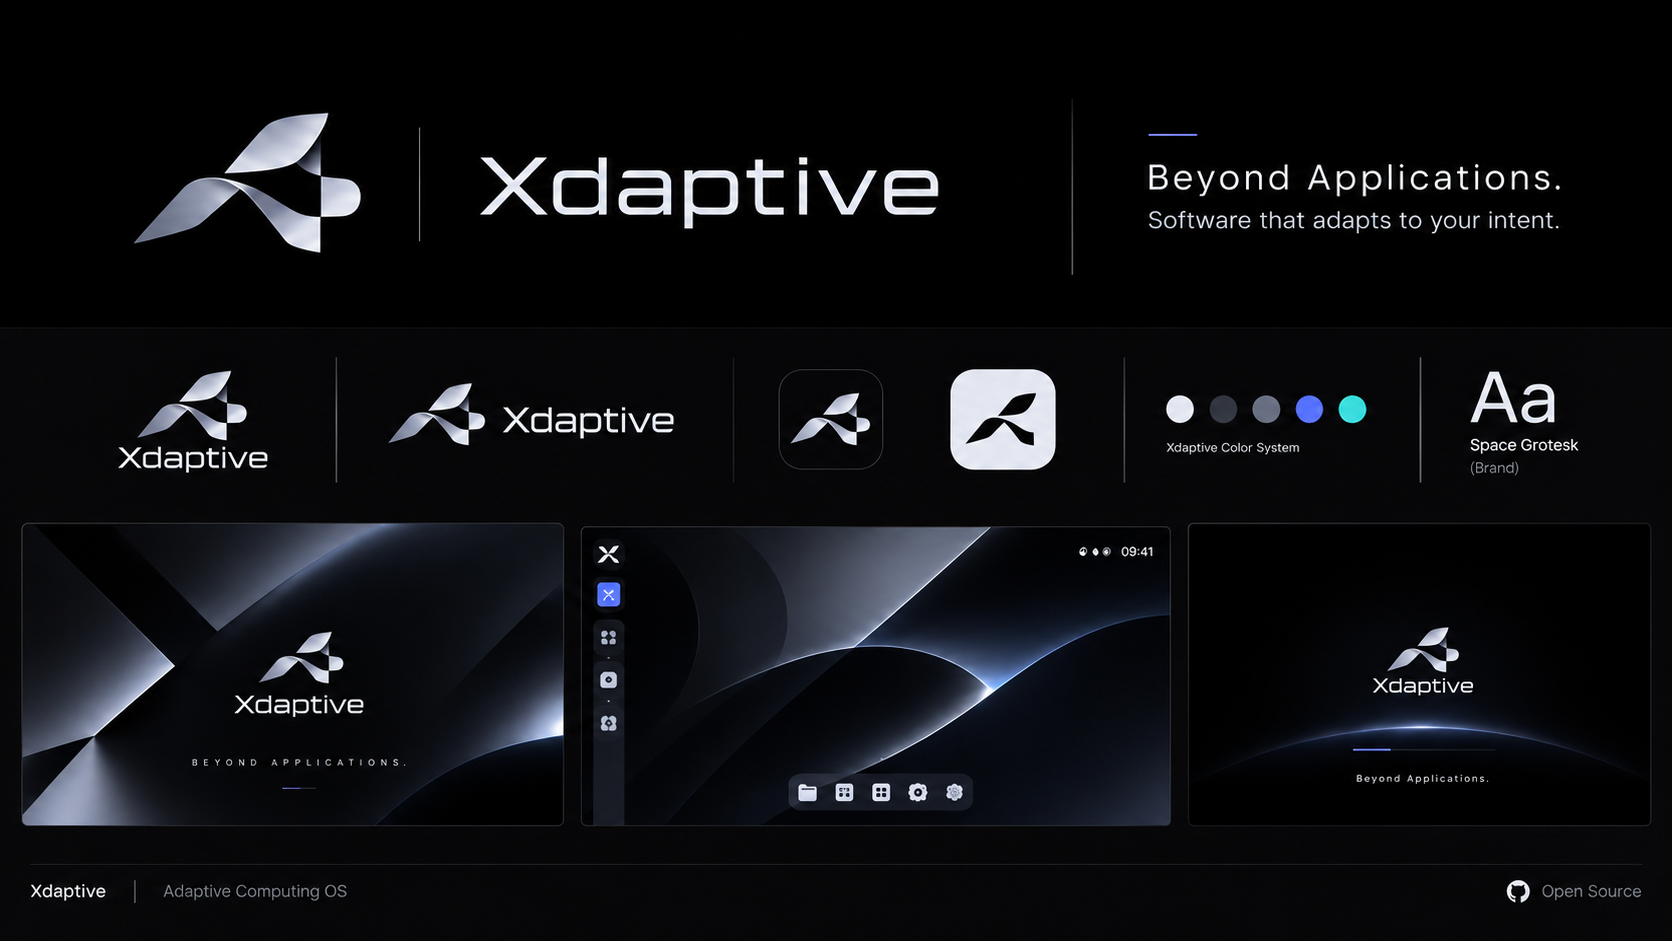 Xdaptive
Beyond Applications.
Software that adapts to your intent.
Xdaptive
Xdaptive
Xdaptive Color System
Aa
Space Grotesk
(Brand)
Xdaptive
BEYOND APPLICATIONS.
09:41
Xdaptive
Beyond Applications.
Xdaptive
Adaptive Computing OS
Open Source